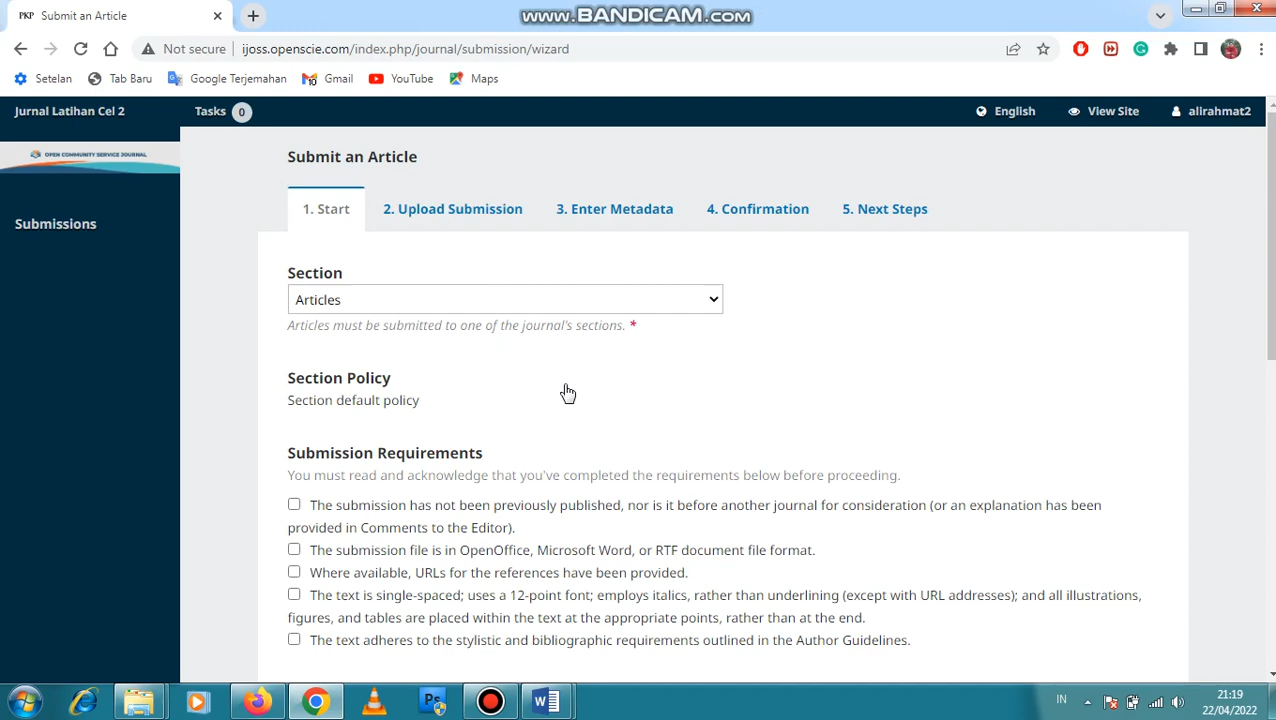 PKP Submit an Article
WWW.BANDICAM.COM
Not secure ijoss.openscie.com/index.php/journal/submission/wizard
Setelan Tab Baru Google Terjemahan Gmail YouTube Maps
Jurnal Latihan Cel 2 Tasks 0 English View Site alirahmat2
OPEN COMMUNITY SERVICE JOURNAL
Submissions
Submit an Article
1. Start 2. Upload Submission 3. Enter Metadata 4. Confirmation 5. Next Steps
Section
Articles
Articles must be submitted to one of the journal's sections. *
Section Policy
Section default policy
Submission Requirements
You must read and acknowledge that you've completed the requirements below before proceeding.
The submission has not been previously published, nor is it before another journal for consideration (or an explanation has been
provided in Comments to the Editor).
The submission file is in OpenOffice, Microsoft Word, or RTF document file format.
Where available, URLs for the references have been provided.
The text is single-spaced; uses a 12-point font; employs italics, rather than underlining (except with URL addresses); and all illustrations,
figures, and tables are placed within the text at the appropriate points, rather than at the end.
The text adheres to the stylistic and bibliographic requirements outlined in the Author Guidelines.
IN
21:19
22/04/2022